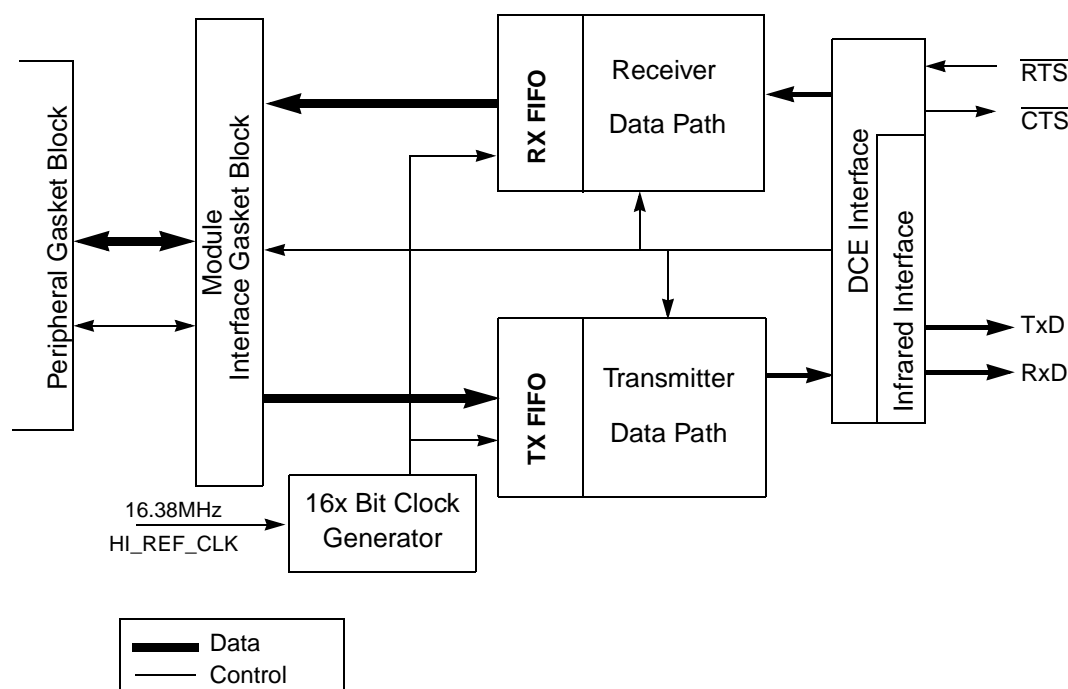 Peripheral Gasket Block
Module
Interface Gasket Block
RX FIFO
Receiver
Data Path
TX FIFO
Transmitter
Data Path
DCE Interface
Infrared Interface
RTS
CTS
TxD
RxD
16.38MHz
HI_REF_CLK
16x Bit Clock
Generator
Data
Control